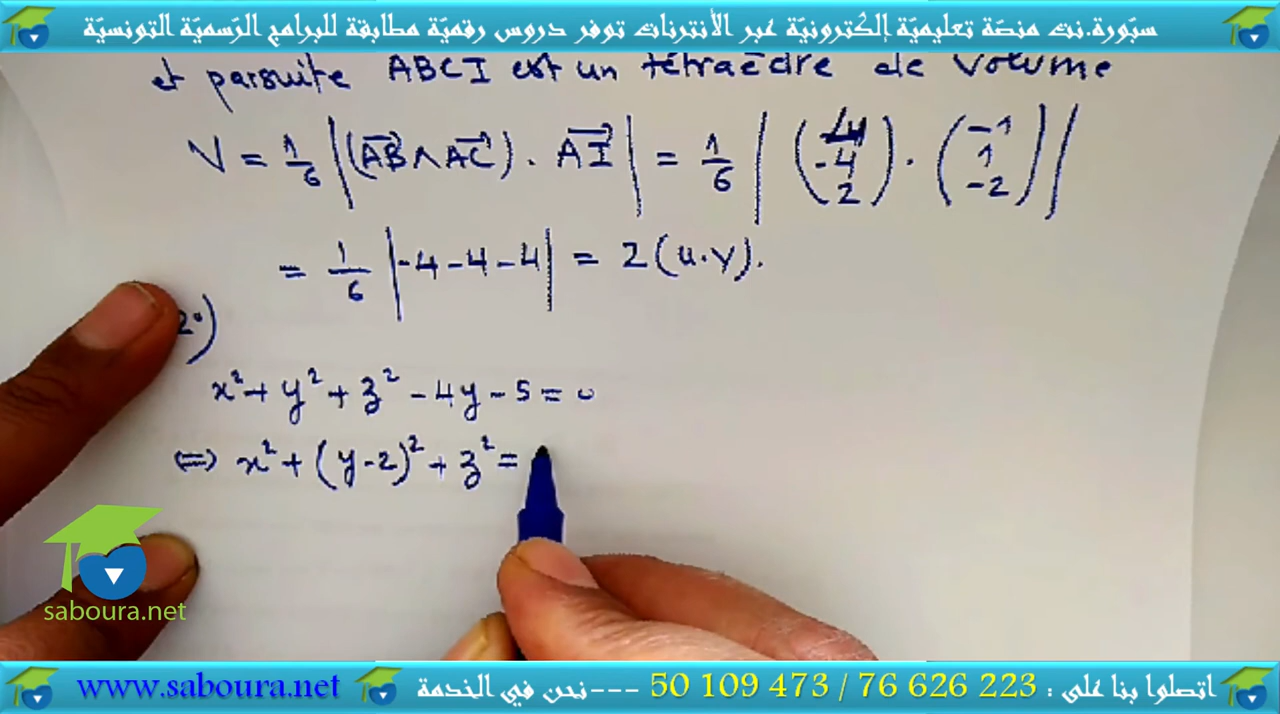 سبّورة.نت منصّة تعليميّة إلكترونيّة عبر الأنترنات توفر دروس رقميّة مطابقة للبرامج الرّسميّة التونسيّة
et parsuite ABCI est un tétraèdre de Volume
V = 1/6 |(AB⃗ ∧ AC⃗) . AI⃗| = 1/6 |(-4 -4 2) . (-1 1 -2)|
= 1/6 |-4-4-4| = 2 (u.v).
2°)
x² + y² + z² - 4y - 5 = 0
⇔ x² + (y-2)² + z² =
saboura.net
www.saboura.net نحن في الخدمة--- 50 109 473 / 76 626 223 : اتصلوا بنا على